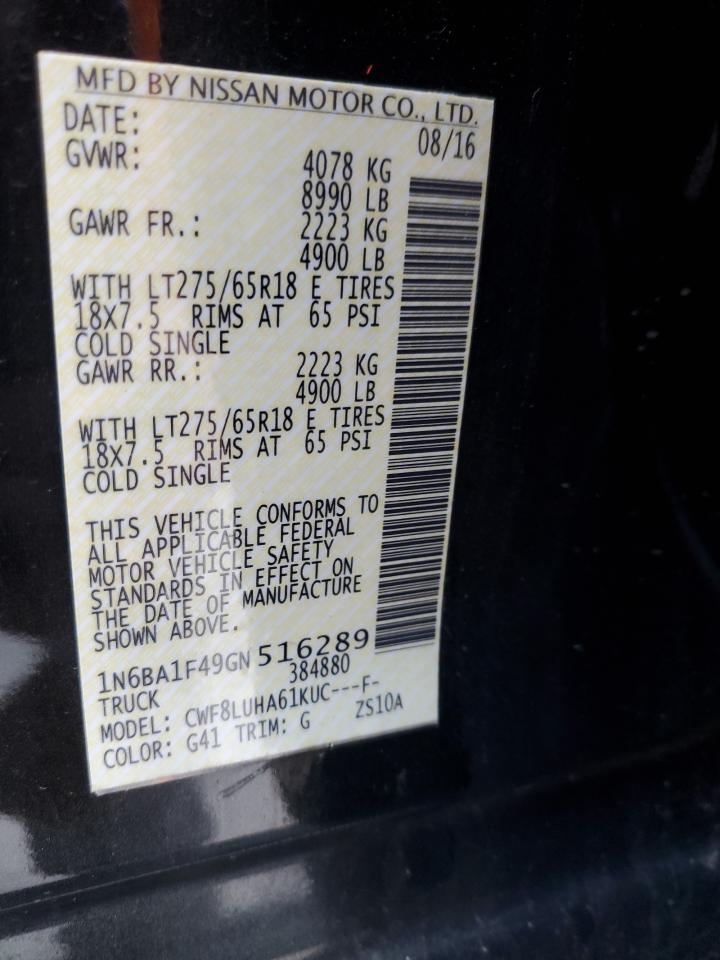 MFD BY NISSAN MOTOR CO., LTD.
DATE: 08/16
GVWR: 4078 KG
8990 LB
GAWR FR.: 2223 KG
4900 LB
WITH LT275/65R18 E TIRES
18x7.5 RIMS AT 65 PSI
COLD SINGLE
GAWR RR.: 2223 KG
4900 LB
WITH LT275/65R18 E TIRES
18x7.5 RIMS AT 65 PSI
COLD SINGLE
THIS VEHICLE CONFORMS TO
ALL APPLICABLE FEDERAL
MOTOR VEHICLE SAFETY
STANDARDS IN EFFECT ON
THE DATE OF MANUFACTURE
SHOWN ABOVE.
1N6BA1F49GN516289
TRUCK 384880
MODEL: CWF8LUHA61KUC---F-
COLOR: G41 TRIM: G ZS10A